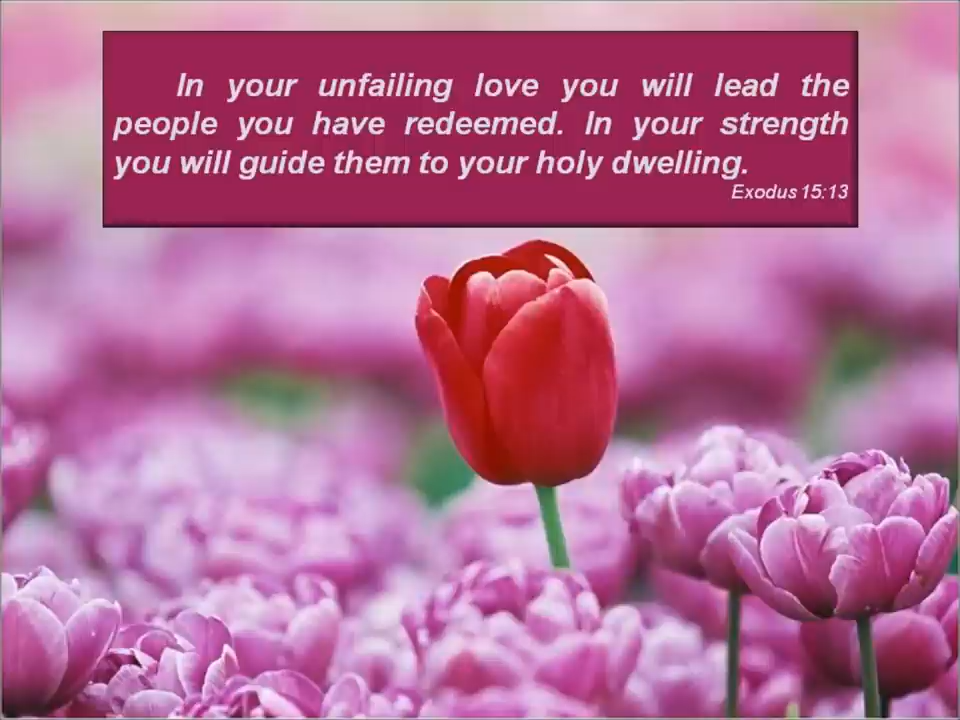 In your unfailing love you will lead the
people you have redeemed. In your strength
you will guide them to your holy dwelling.
Exodus 15:13